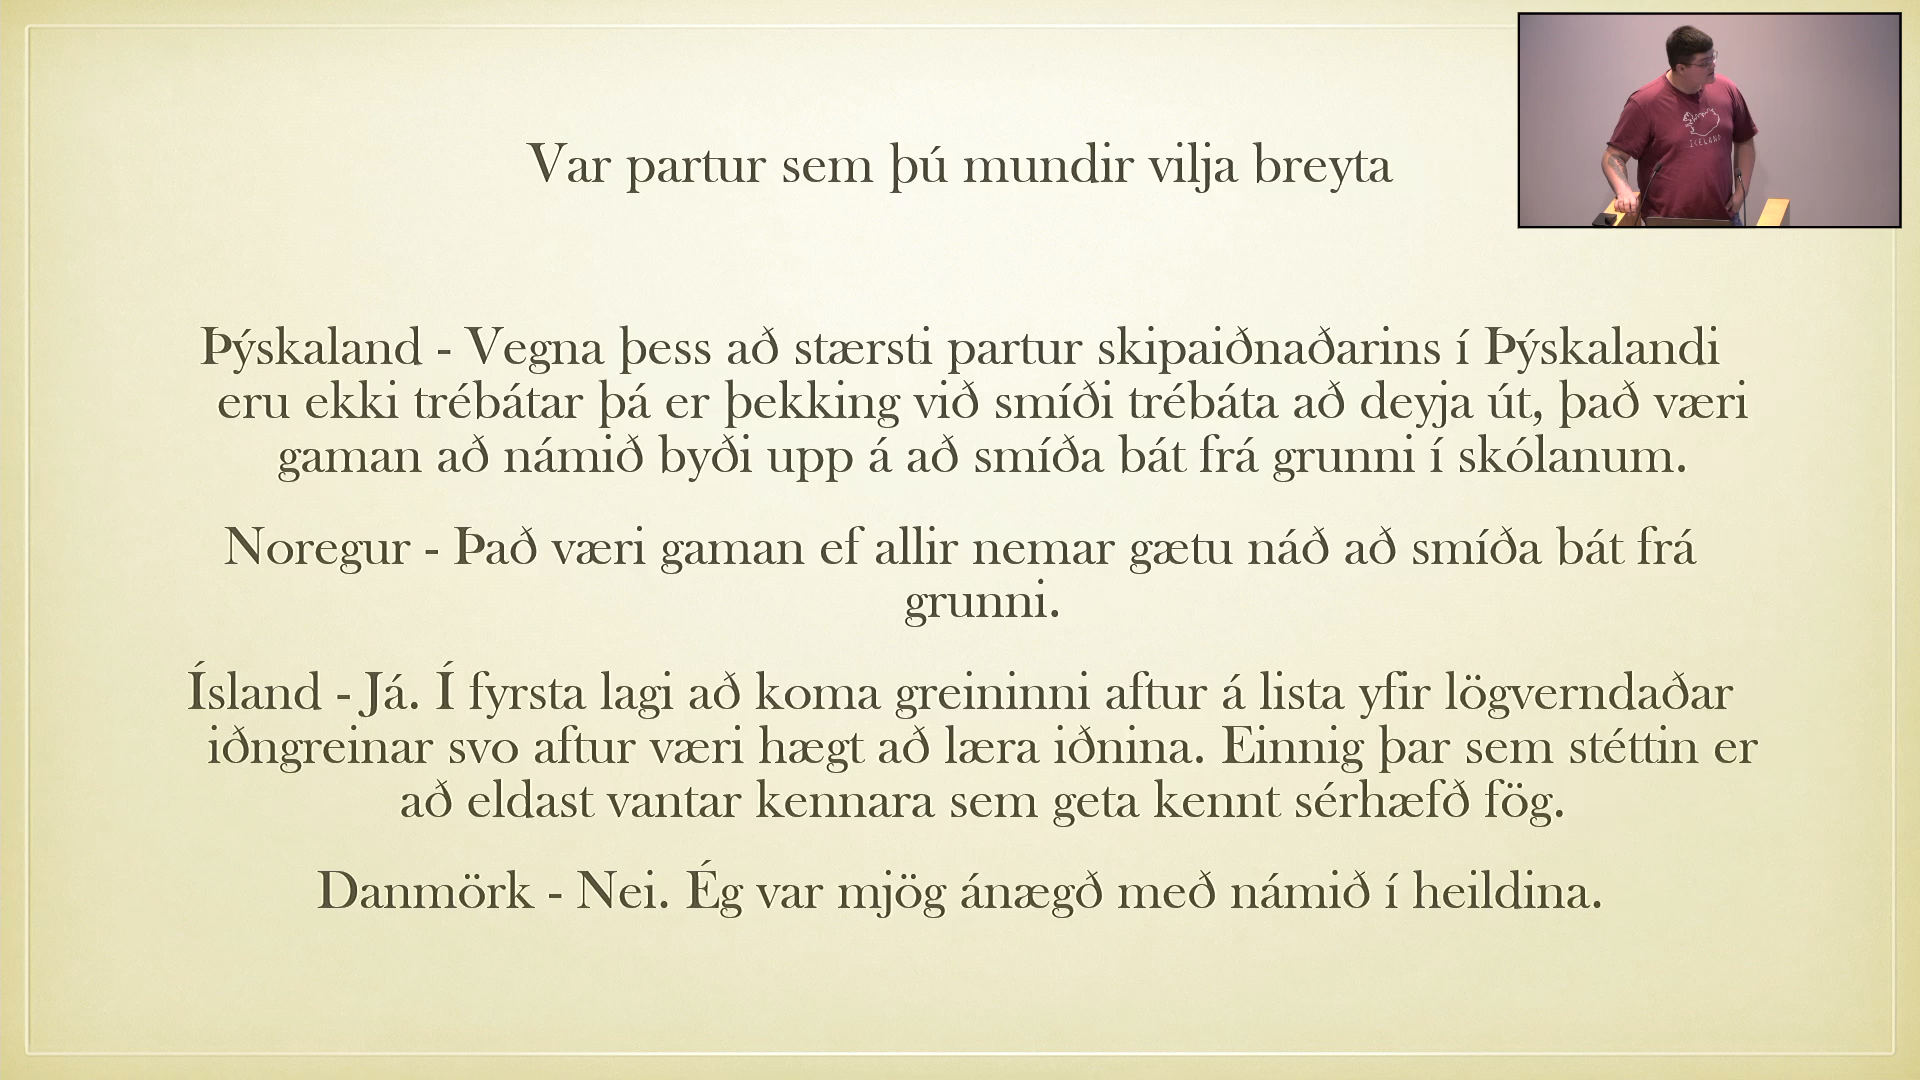 Var partur sem þú mundir vilja breyta
ICELAND
Þýskaland - Vegna þess að stærsti partur skipaiðnaðarins í Þýskalandi
eru ekki trébátar þá er þekking við smíði trébáta að deyja út, það væri
gaman að námið byði upp á að smíða bát frá grunni í skólanum.
Noregur - Það væri gaman ef allir nemar gætu náð að smíða bát frá
grunni.
Ísland - Já. Í fyrsta lagi að koma greininni aftur á lista yfir lögverndaðar
iðngreinar svo aftur væri hægt að læra iðnina. Einnig þar sem stéttin er
að eldast vantar kennara sem geta kennt sérhæfð fög.
Danmörk - Nei. Ég var mjög ánægð með námið í heildina.